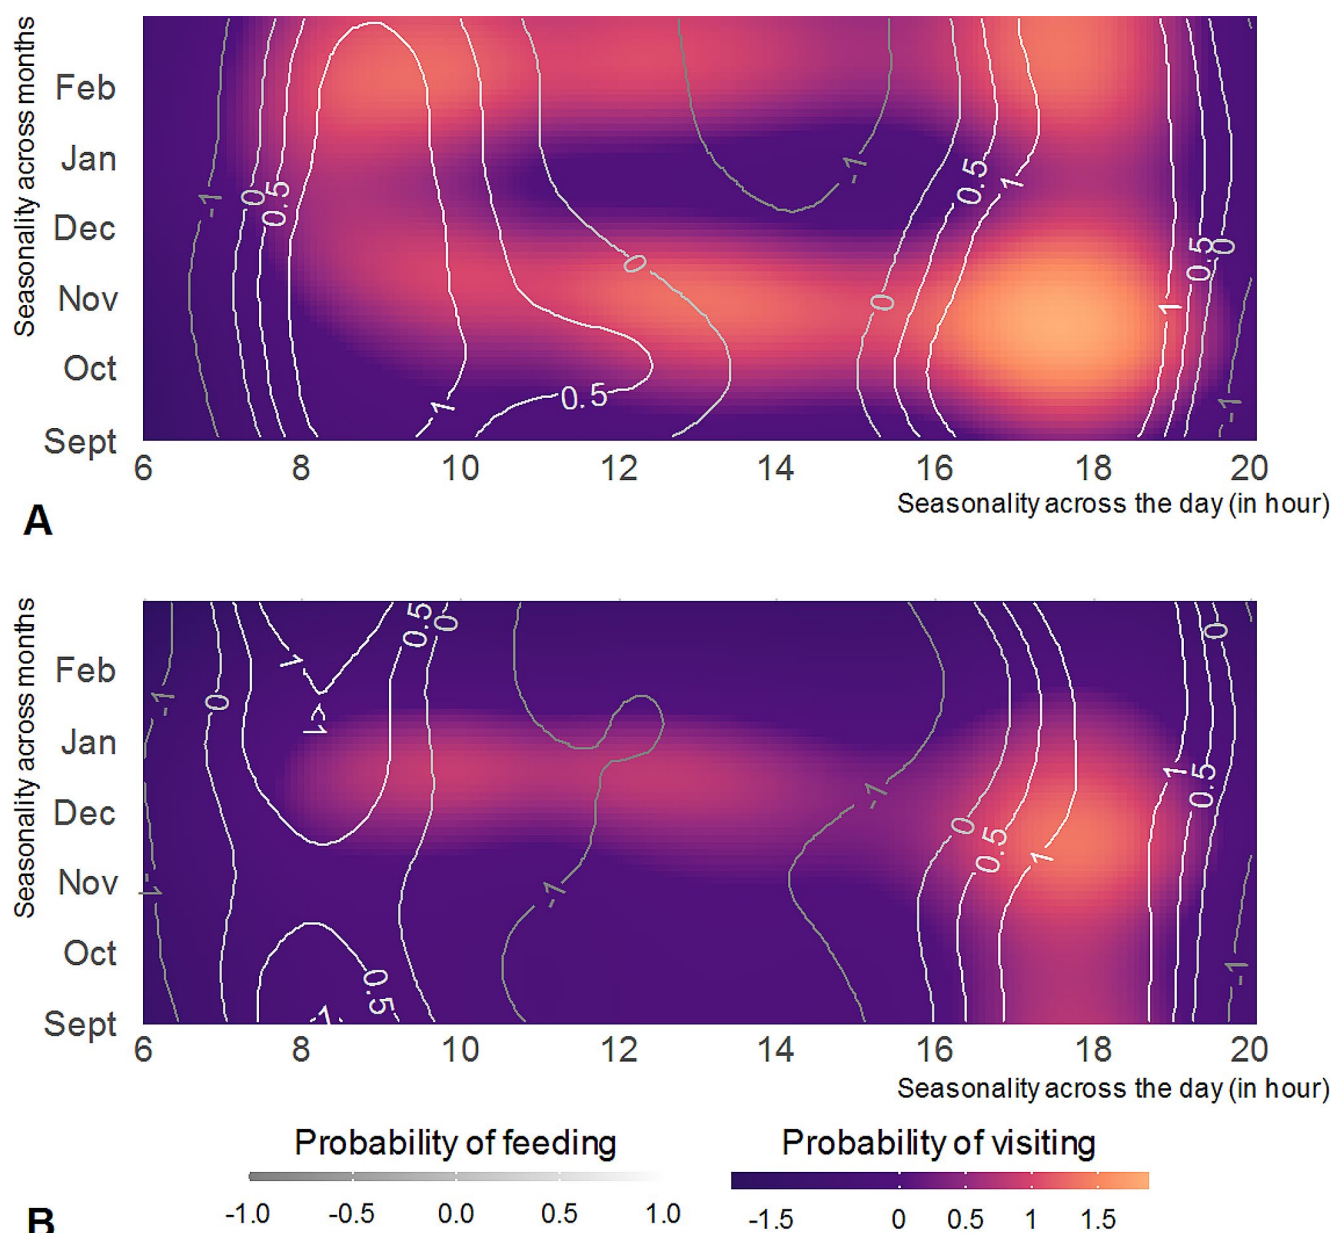 Seasonality across months
Feb
Jan
Dec
Nov
Oct
Sept
-1
0
0.5
1
0.5
0
-1
0
0.5
1
1
0.5
0
-1
6 8 10 12 14 16 18 20
Seasonality across the day (in hour)
A
Seasonality across months
Feb
Jan
Dec
Nov
Oct
Sept
-1
-1
0
1
1
0.5
0
0.5
-1
-1
0
0.5
1
1
0.5
0
-1
6 8 10 12 14 16 18 20
Seasonality across the day (in hour)
Probability of feeding
-1.0 -0.5 0.0 0.5 1.0
Probability of visiting
-1.5 0 0.5 1 1.5
B